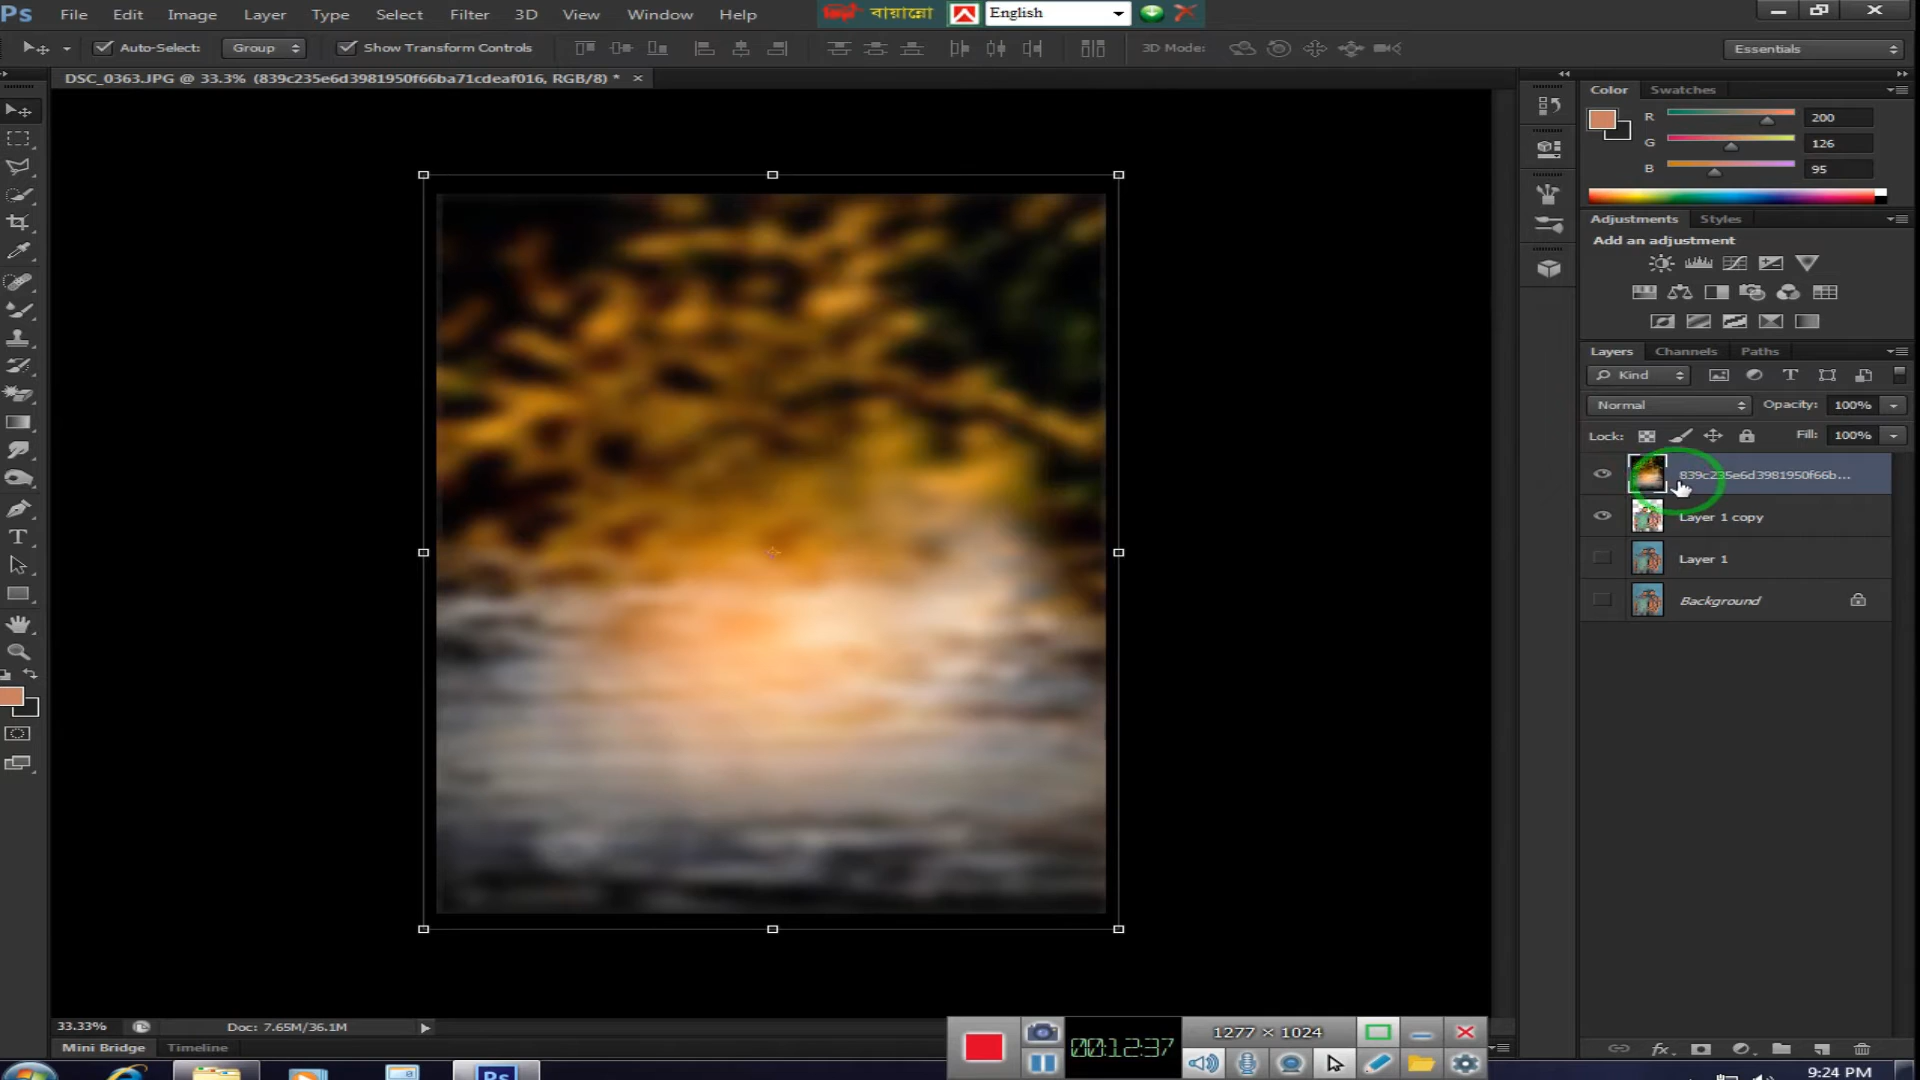 Ps File Edit Image Layer Type Select Filter 3D View Window Help বায়ান্নো English
Auto-Select: Group Show Transform Controls 3D Mode: Essentials
DSC_0363.JPG @ 33.3% (839c235e6d3981950f66ba71cdeaf016, RGB/8) * ×
Color Swatches
R 200
G 126
B 95
Adjustments Styles
Add an adjustment
Layers Channels Paths
Kind
Normal Opacity: 100%
Lock: Fill: 100%
839c235e6d3981950f66b...
Layer 1 copy
Layer 1
Background
33.33% Doc: 7.65M/36.1M
Mini Bridge Timeline
00:12:37 1277 × 1024
Ps 9:24 PM